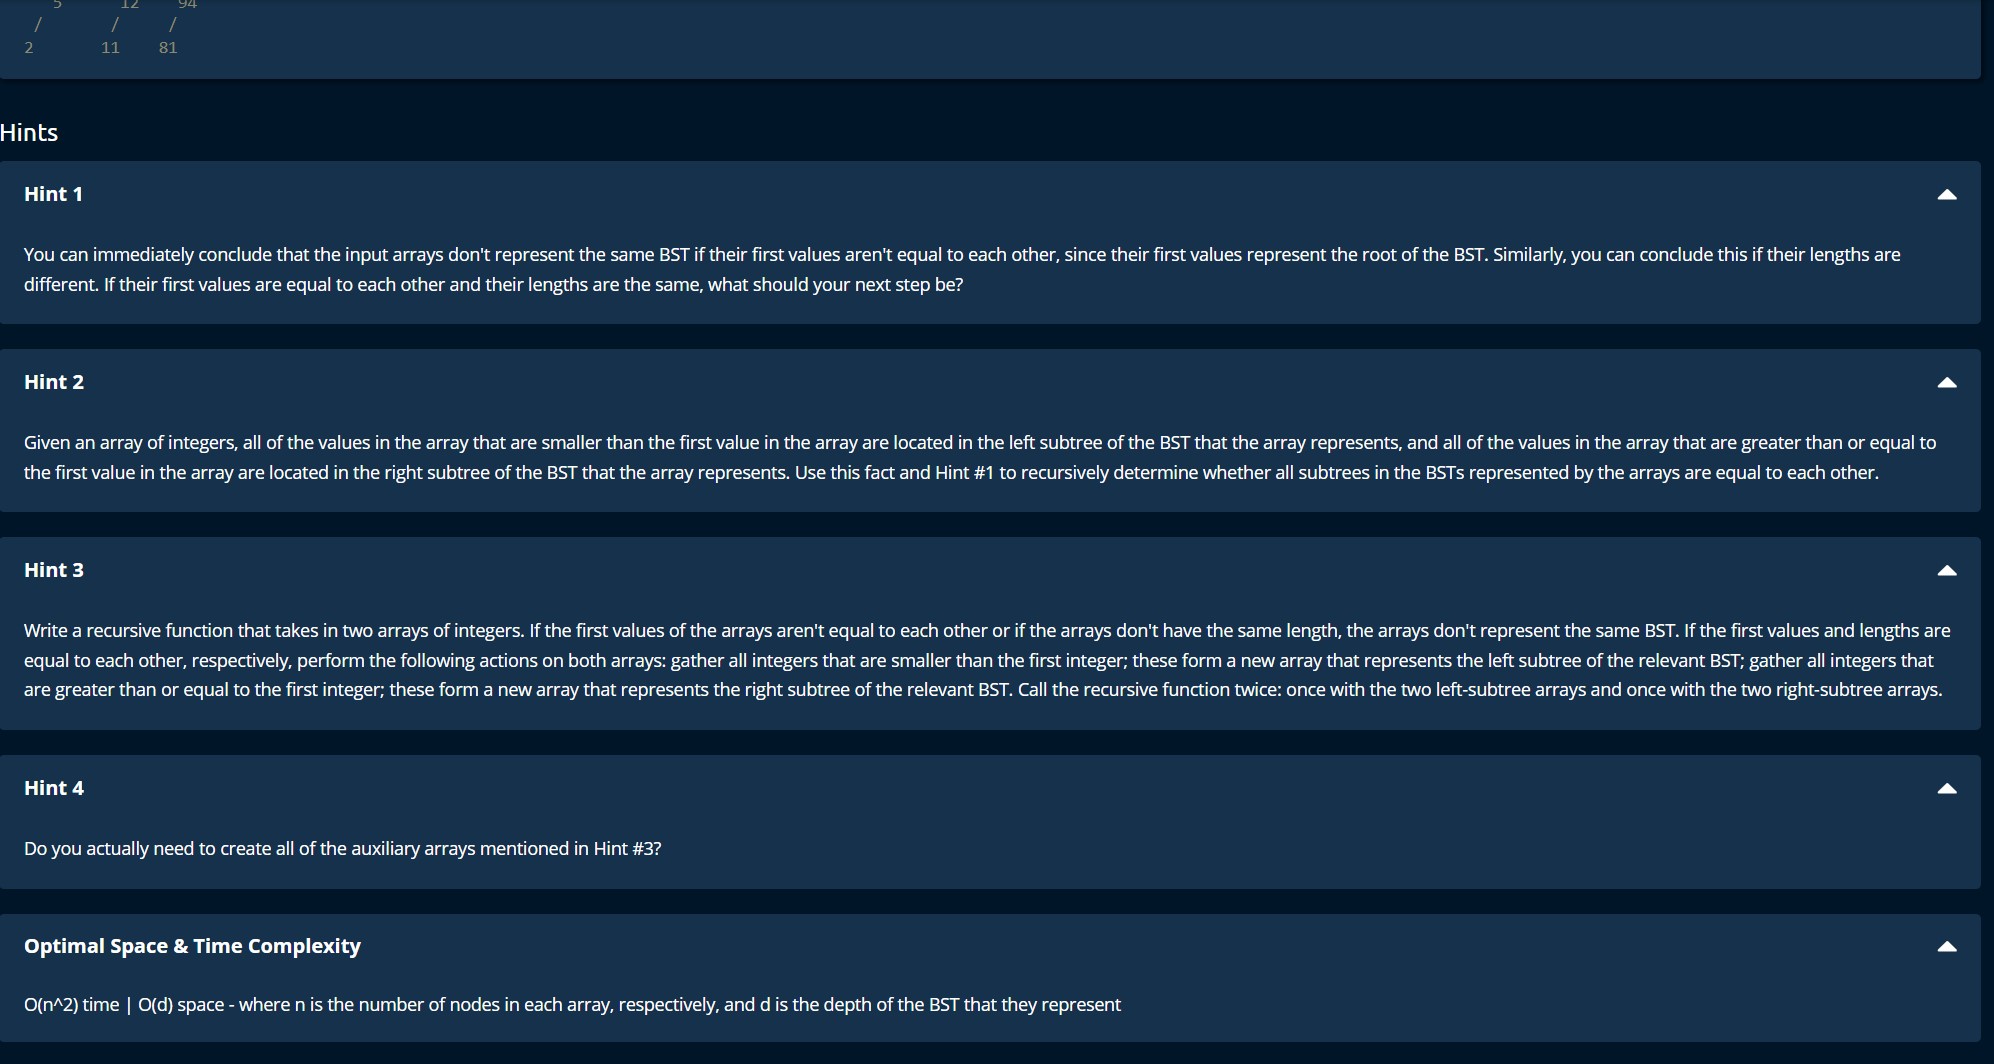 5 12 94
/ / /
2 11 81
Hints
Hint 1
You can immediately conclude that the input arrays don't represent the same BST if their first values aren't equal to each other, since their first values represent the root of the BST. Similarly, you can conclude this if their lengths are
different. If their first values are equal to each other and their lengths are the same, what should your next step be?
Hint 2
Given an array of integers, all of the values in the array that are smaller than the first value in the array are located in the left subtree of the BST that the array represents, and all of the values in the array that are greater than or equal to
the first value in the array are located in the right subtree of the BST that the array represents. Use this fact and Hint #1 to recursively determine whether all subtrees in the BSTs represented by the arrays are equal to each other.
Hint 3
Write a recursive function that takes in two arrays of integers. If the first values of the arrays aren't equal to each other or if the arrays don't have the same length, the arrays don't represent the same BST. If the first values and lengths are
equal to each other, respectively, perform the following actions on both arrays: gather all integers that are smaller than the first integer; these form a new array that represents the left subtree of the relevant BST; gather all integers that
are greater than or equal to the first integer; these form a new array that represents the right subtree of the relevant BST. Call the recursive function twice: once with the two left-subtree arrays and once with the two right-subtree arrays.
Hint 4
Do you actually need to create all of the auxiliary arrays mentioned in Hint #3?
Optimal Space & Time Complexity
O(n^2) time | O(d) space - where n is the number of nodes in each array, respectively, and d is the depth of the BST that they represent